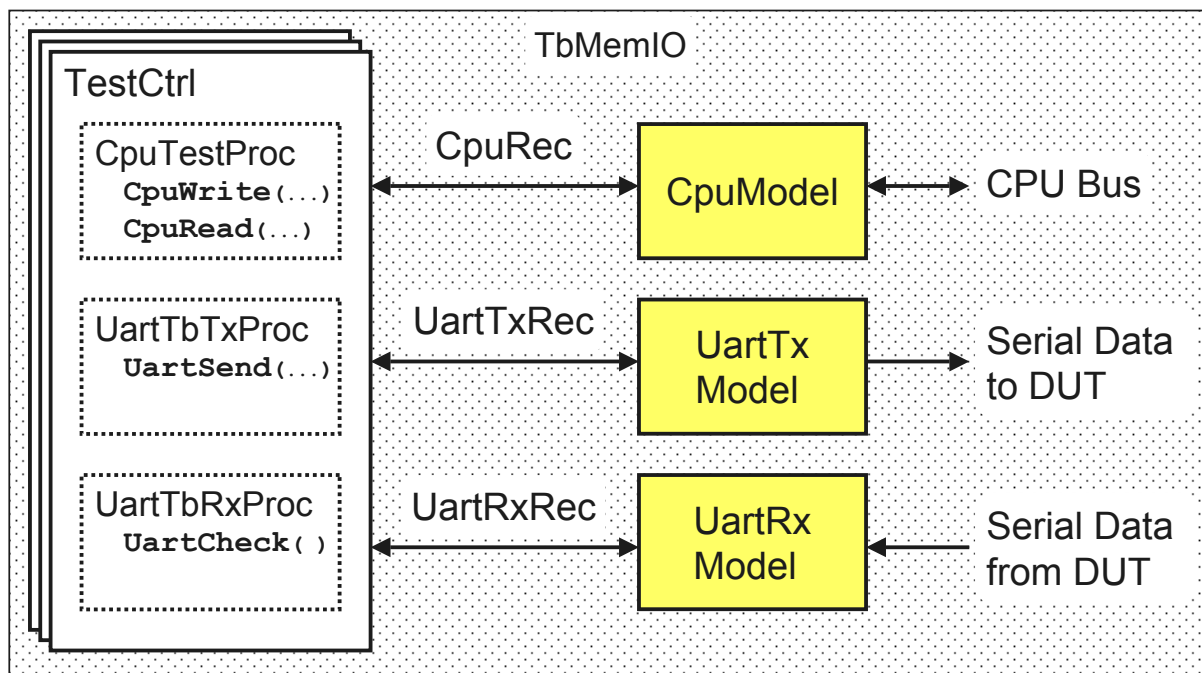 TbMemIO
TestCtrl
CpuTestProc
CpuWrite(...)
CpuRead(...)
CpuRec
CpuModel
CPU Bus
UartTbTxProc
UartSend(...)
UartTxRec
UartTx
Model
Serial Data
to DUT
UartTbRxProc
UartCheck( )
UartRxRec
UartRx
Model
Serial Data
from DUT